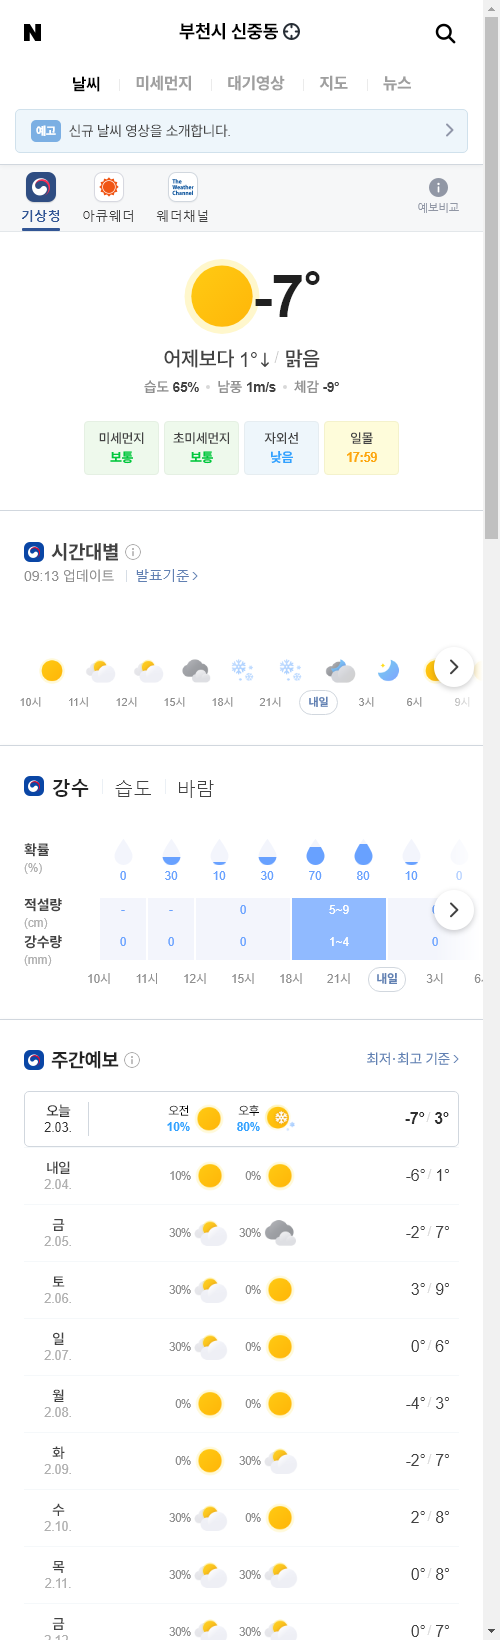 N
부천시 신중동
날씨 미세먼지 대기영상 지도 뉴스
예고 신규 날씨 영상을 소개합니다.
The Weather Channel
기상청 아큐웨더 웨더채널 예보비교
-7°
어제보다 1°↓ / 맑음
습도 65% • 남풍 1m/s • 체감 -9°
미세먼지 초미세먼지 자외선 일몰
보통 보통 낮음 17:59
시간대별
09:13 업데이트 발표기준 >
10시 11시 12시 15시 18시 21시 내일 3시 6시 9시
강수 습도 바람
확률
(%)
0 30 10 30 70 80 10 0
적설량
(cm)
- - 0 5~9
강수량
(mm)
0 0 0 1~4 0
10시 11시 12시 15시 18시 21시 내일 3시
주간예보 최저·최고 기준 >
오늘 2.03. 오전 10% 오후 80% -7° / 3°
내일 2.04. 10% 0% -6° / 1°
금 2.05. 30% 30% -2° / 7°
토 2.06. 30% 0% 3° / 9°
일 2.07. 30% 0% 0° / 6°
월 2.08. 0% 0% -4° / 3°
화 2.09. 0% 30% -2° / 7°
수 2.10. 30% 0% 2° / 8°
목 2.11. 30% 30% 0° / 8°
금 30% 30% 0° / 7°